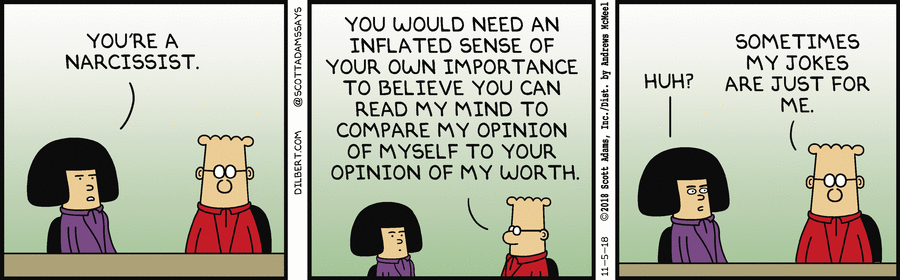 YOU'RE A
NARCISSIST.
DILBERT.COM @SCOTTADAMSSAYS
YOU WOULD NEED AN
INFLATED SENSE OF
YOUR OWN IMPORTANCE
TO BELIEVE YOU CAN
READ MY MIND TO
COMPARE MY OPINION
OF MYSELF TO YOUR
OPINION OF MY WORTH.
11-5-18 ©2018 Scott Adams, Inc./Dist. by Andrews McMeel
HUH?
SOMETIMES
MY JOKES
ARE JUST FOR
ME.